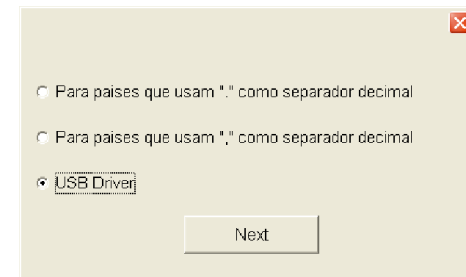 Para paises que usam "." como separador decimal
Para paises que usam "," como separador decimal
USB Driver
Next